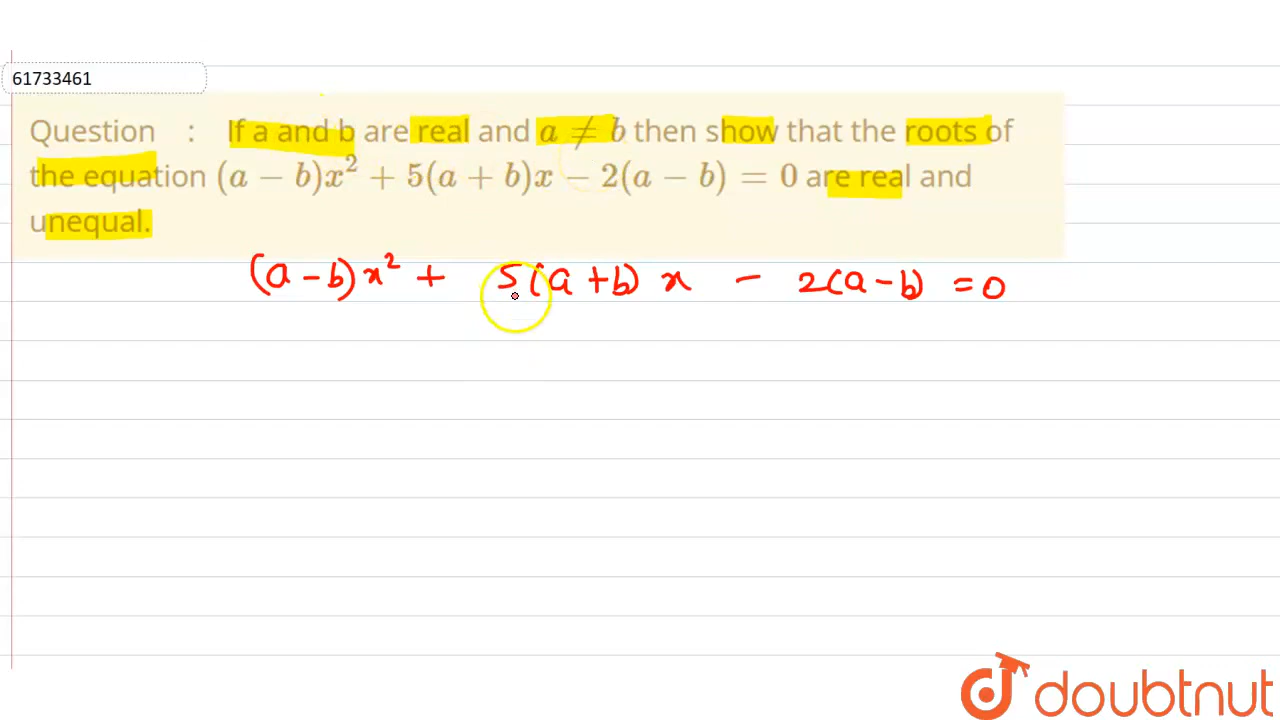 61733461
Question : If a and b are real and a ≠ b then show that the roots of
the equation (a − b)x² + 5(a + b)x − 2(a − b) = 0 are real and
unequal.
(a − b)x² + 5(a + b) x − 2(a − b) = 0
doubtnut